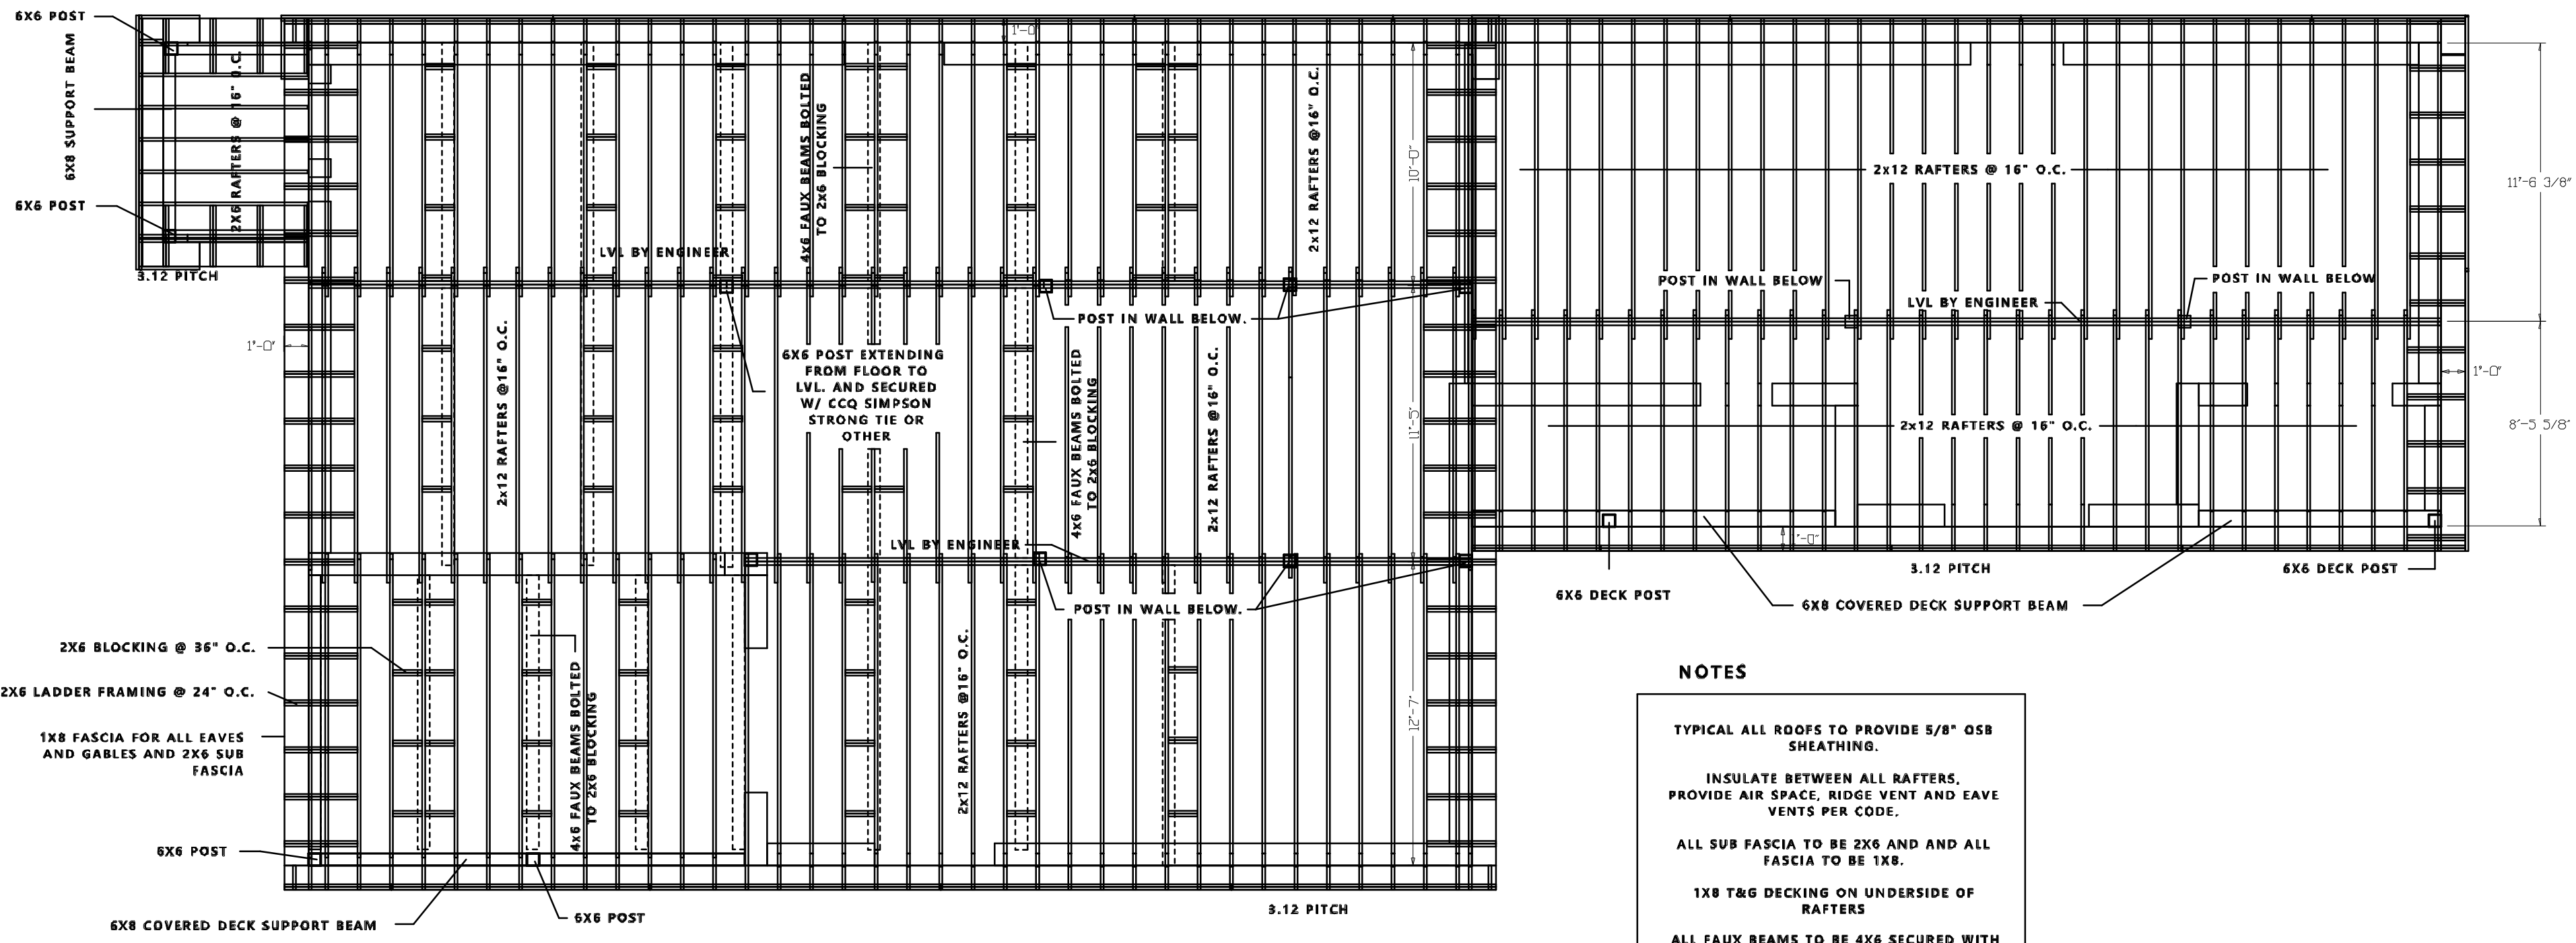 6X6 POST
6X8 SUPPORT BEAM
2X6 RAFTERS @ 16" O.C.
6X6 POST
3.12 PITCH
1'-0"
1'-0"
4x6 FAUX BEAMS BOLTED
TO 2x6 BLOCKING
2x12 RAFTERS @16" O.C.
10'-0"
LVL BY ENGINEER
POST IN WALL BELOW.
2x12 RAFTERS @16" O.C.
6X6 POST EXTENDING
FROM FLOOR TO
LVL. AND SECURED
W/ CCQ SIMPSON
STRONG TIE OR
OTHER
4x6 FAUX BEAMS BOLTED
TO 2x6 BLOCKING
2x12 RAFTERS @16" O.C.
11'-5"
LVL BY ENGINEER
POST IN WALL BELOW.
2X6 BLOCKING @ 36" O.C.
2X6 LADDER FRAMING @ 24" O.C.
1X8 FASCIA FOR ALL EAVES
AND GABLES AND 2X6 SUB
FASCIA
4x6 FAUX BEAMS BOLTED
TO 2x6 BLOCKING
2x12 RAFTERS @16" O.C.
12'-7"
6X6 POST
6X8 COVERED DECK SUPPORT BEAM
6X6 POST
3.12 PITCH
2x12 RAFTERS @ 16" O.C.
11'-6 3/8"
POST IN WALL BELOW
POST IN WALL BELOW
LVL BY ENGINEER
1'-0"
2x12 RAFTERS @ 16" O.C.
8'-5 5/8"
1'-0"
3.12 PITCH
6X6 DECK POST
6X6 DECK POST
6X8 COVERED DECK SUPPORT BEAM
NOTES
TYPICAL ALL ROOFS TO PROVIDE 5/8" OSB
SHEATHING.
INSULATE BETWEEN ALL RAFTERS,
PROVIDE AIR SPACE, RIDGE VENT AND EAVE
VENTS PER CODE.
ALL SUB FASCIA TO BE 2X6 AND AND ALL
FASCIA TO BE 1X8.
1X8 T&G DECKING ON UNDERSIDE OF
RAFTERS
ALL FAUX BEAMS TO BE 4X6 SECURED WITH